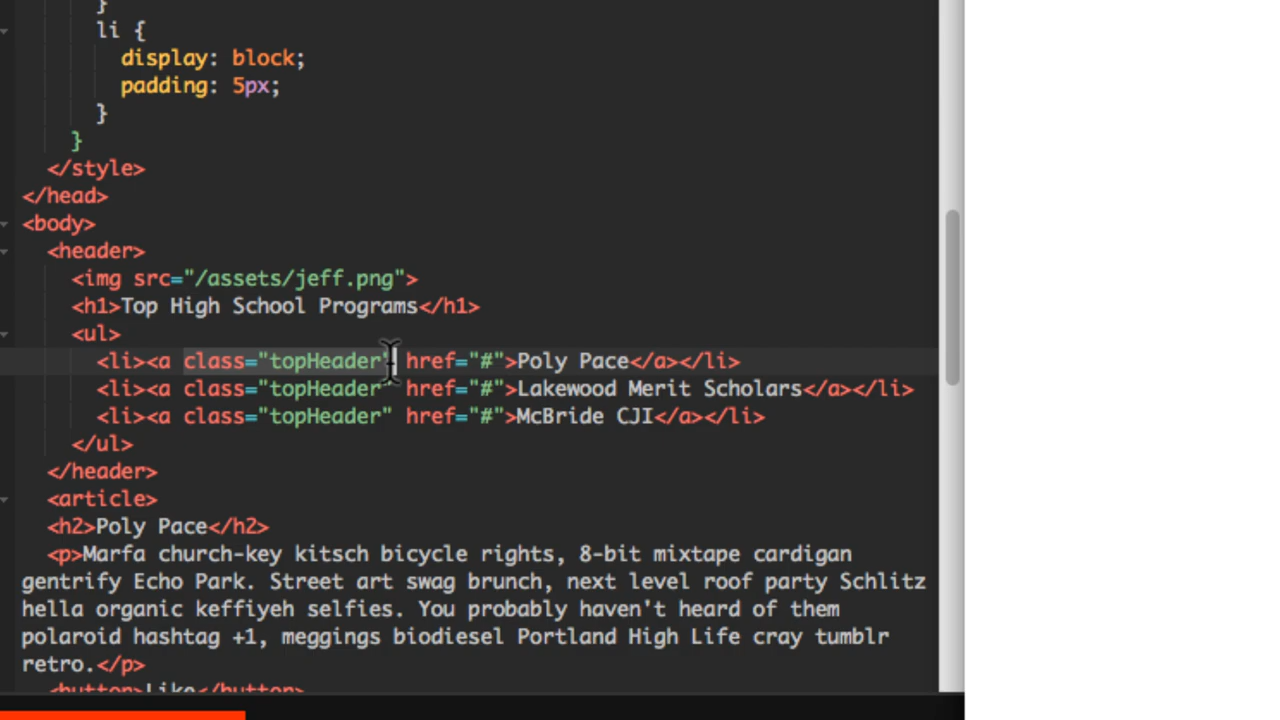 }
li {
display: block;
padding: 5px;
}
}
</style>
</head>
<body>
<header>
<img src="/assets/jeff.png">
<h1>Top High School Programs</h1>
<ul>
<li><a class="topHeader" href="#">Poly Pace</a></li>
<li><a class="topHeader" href="#">Lakewood Merit Scholars</a></li>
<li><a class="topHeader" href="#">McBride CJI</a></li>
</ul>
</header>
<article>
<h2>Poly Pace</h2>
<p>Marfa church-key kitsch bicycle rights, 8-bit mixtape cardigan
gentrify Echo Park. Street art swag brunch, next level roof party Schlitz
hella organic keffiyeh selfies. You probably haven't heard of them
polaroid hashtag +1, meggings biodiesel Portland High Life cray tumblr
retro.</p>
<button>Like</button>